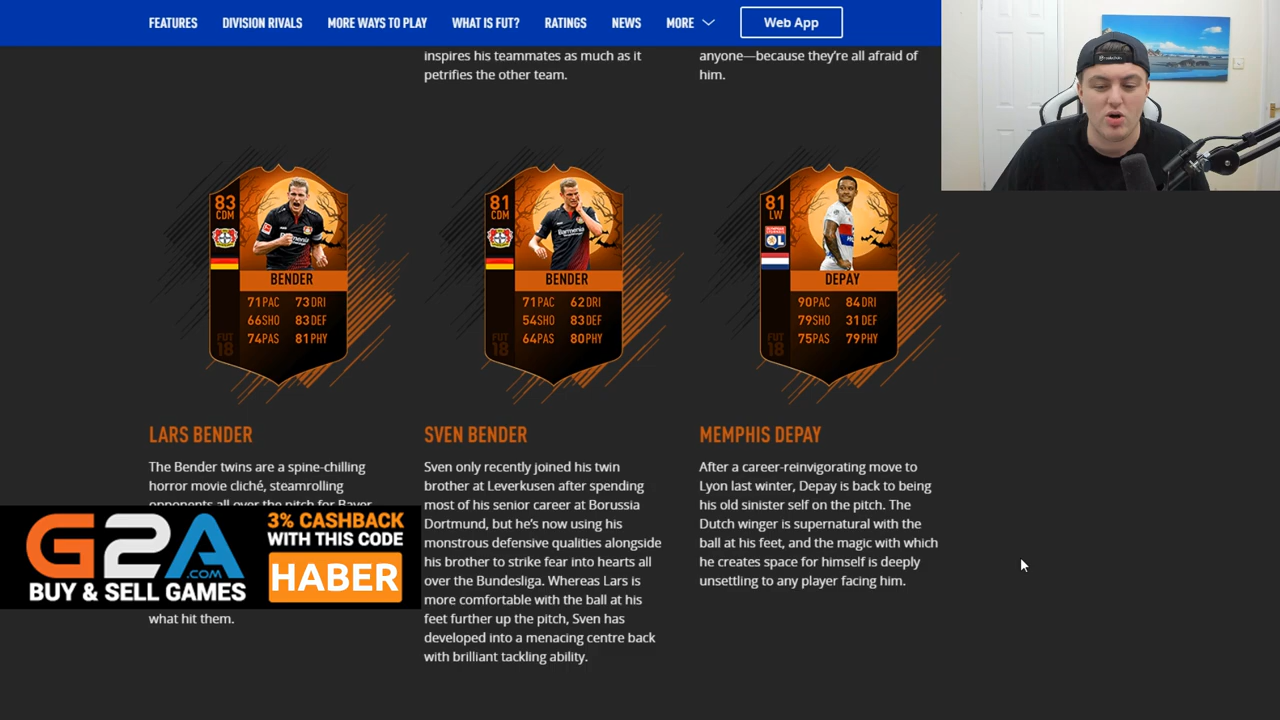 FEATURES DIVISION RIVALS MORE WAYS TO PLAY WHAT IS FUT? RATINGS NEWS MORE Web App
inspires his teammates as much as it
petrifies the other team.
anyone—because they're all afraid of
him.
83
CDM
BENDER
71 PAC 73 DRI
66 SHO 83 DEF
74 PAS 81 PHY
FUT
18
81
CDM
BENDER
71 PAC 62 DRI
54 SHO 83 DEF
64 PAS 80 PHY
FUT
18
81
LW
OL
DEPAY
90 PAC 84 DRI
79 SHO 31 DEF
75 PAS 79 PHY
FUT
18
LARS BENDER
The Bender twins are a spine-chilling
horror movie cliché, steamrolling
opponents all over the pitch for Bayer
what hit them.
SVEN BENDER
Sven only recently joined his twin
brother at Leverkusen after spending
most of his senior career at Borussia
Dortmund, but he's now using his
monstrous defensive qualities alongside
his brother to strike fear into hearts all
over the Bundesliga. Whereas Lars is
more comfortable with the ball at his
feet further up the pitch, Sven has
developed into a menacing centre back
with brilliant tackling ability.
MEMPHIS DEPAY
After a career-reinvigorating move to
Lyon last winter, Depay is back to being
his old sinister self on the pitch. The
Dutch winger is supernatural with the
ball at his feet, and the magic with which
he creates space for himself is deeply
unsettling to any player facing him.
G2A
.COM
BUY & SELL GAMES
3% CASHBACK
WITH THIS CODE
HABER